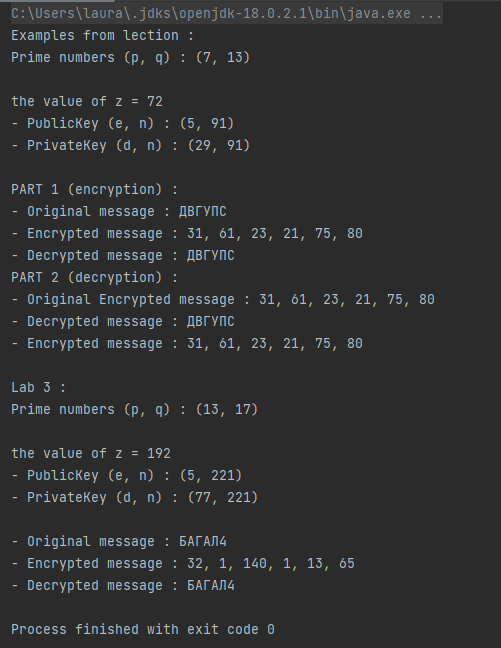 C:\Users\laura\.jdks\openjdk-18.0.2.1\bin\java.exe ...
Examples from lection :
Prime numbers (p, q) : (7, 13)
the value of z = 72
- PublicKey (e, n) : (5, 91)
- PrivateKey (d, n) : (29, 91)
PART 1 (encryption) :
- Original message : ДВГУПС
- Encrypted message : 31, 61, 23, 21, 75, 80
- Decrypted message : ДВГУПС
PART 2 (decryption) :
- Original Encrypted message : 31, 61, 23, 21, 75, 80
- Decrypted message : ДВГУПС
- Encrypted message : 31, 61, 23, 21, 75, 80
Lab 3 :
Prime numbers (p, q) : (13, 17)
the value of z = 192
- PublicKey (e, n) : (5, 221)
- PrivateKey (d, n) : (77, 221)
- Original message : БАГАЛ4
- Encrypted message : 32, 1, 140, 1, 13, 65
- Decrypted message : БАГАЛ4
Process finished with exit code 0